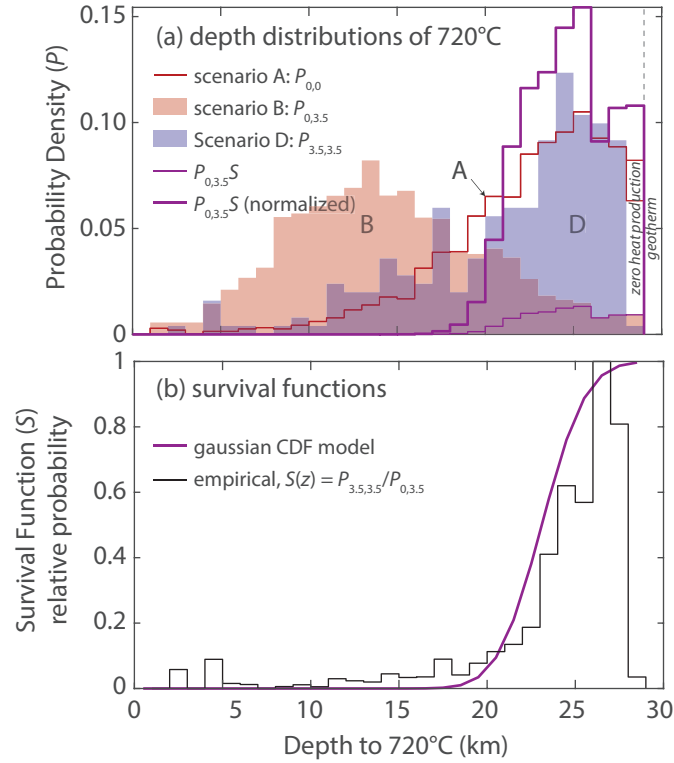 0.15
(a) depth distributions of 720°C
scenario A: P0,0
scenario B: P0,3.5
Scenario D: P3.5,3.5
P0,3.5S
P0,3.5S (normalized)
0.10
0.05
0
Probability Density (P)
A
B
D
zero heat production
geotherm
1
(b) survival functions
gaussian CDF model
empirical, S(z) = P3.5,3.5/P0,3.5
0.8
0.6
0.4
0.2
0
Survival Function (S)
relative probability
5
10
15
20
25
30
Depth to 720°C (km)